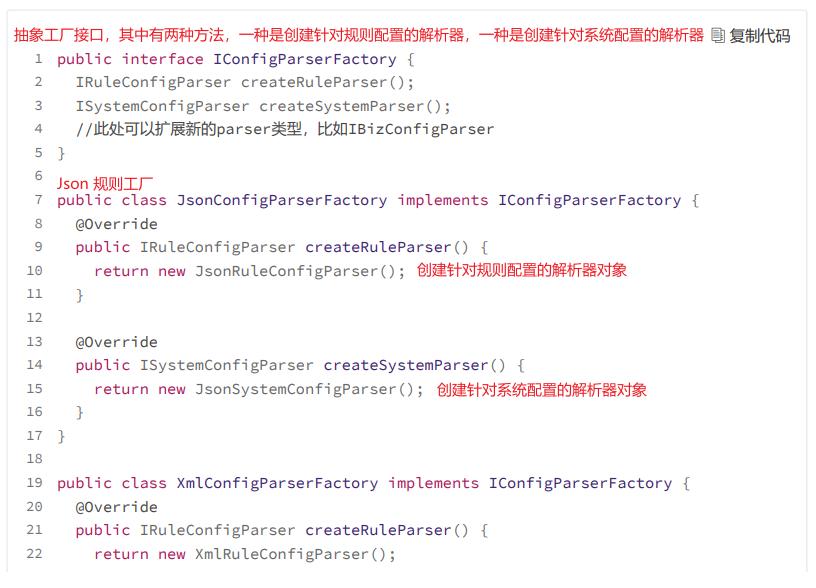 抽象工厂接口，其中有两种方法，一种是创建针对规则配置的解析器，一种是创建针对系统配置的解析器 复制代码
1 public interface IConfigParserFactory {
2 IRuleConfigParser createRuleParser();
3 ISystemConfigParser createSystemParser();
4 //此处可以扩展新的parser类型，比如IBizConfigParser
5 }
6
Json 规则工厂
7 public class JsonConfigParserFactory implements IConfigParserFactory {
8 @Override
9 public IRuleConfigParser createRuleParser() {
10 return new JsonRuleConfigParser(); 创建针对规则配置的解析器对象
11 }
12
13 @Override
14 public ISystemConfigParser createSystemParser() {
15 return new JsonSystemConfigParser(); 创建针对系统配置的解析器对象
16 }
17 }
18
19 public class XmlConfigParserFactory implements IConfigParserFactory {
20 @Override
21 public IRuleConfigParser createRuleParser() {
22 return new XmlRuleConfigParser();